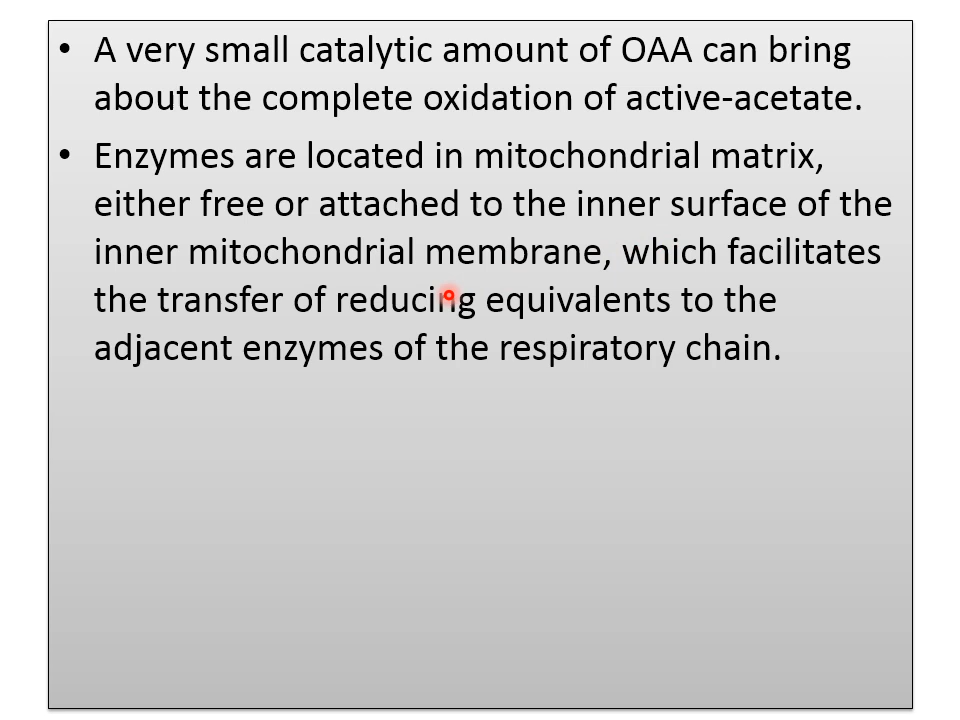 • A very small catalytic amount of OAA can bring
about the complete oxidation of active-acetate.
• Enzymes are located in mitochondrial matrix,
either free or attached to the inner surface of the
inner mitochondrial membrane, which facilitates
the transfer of reducing equivalents to the
adjacent enzymes of the respiratory chain.